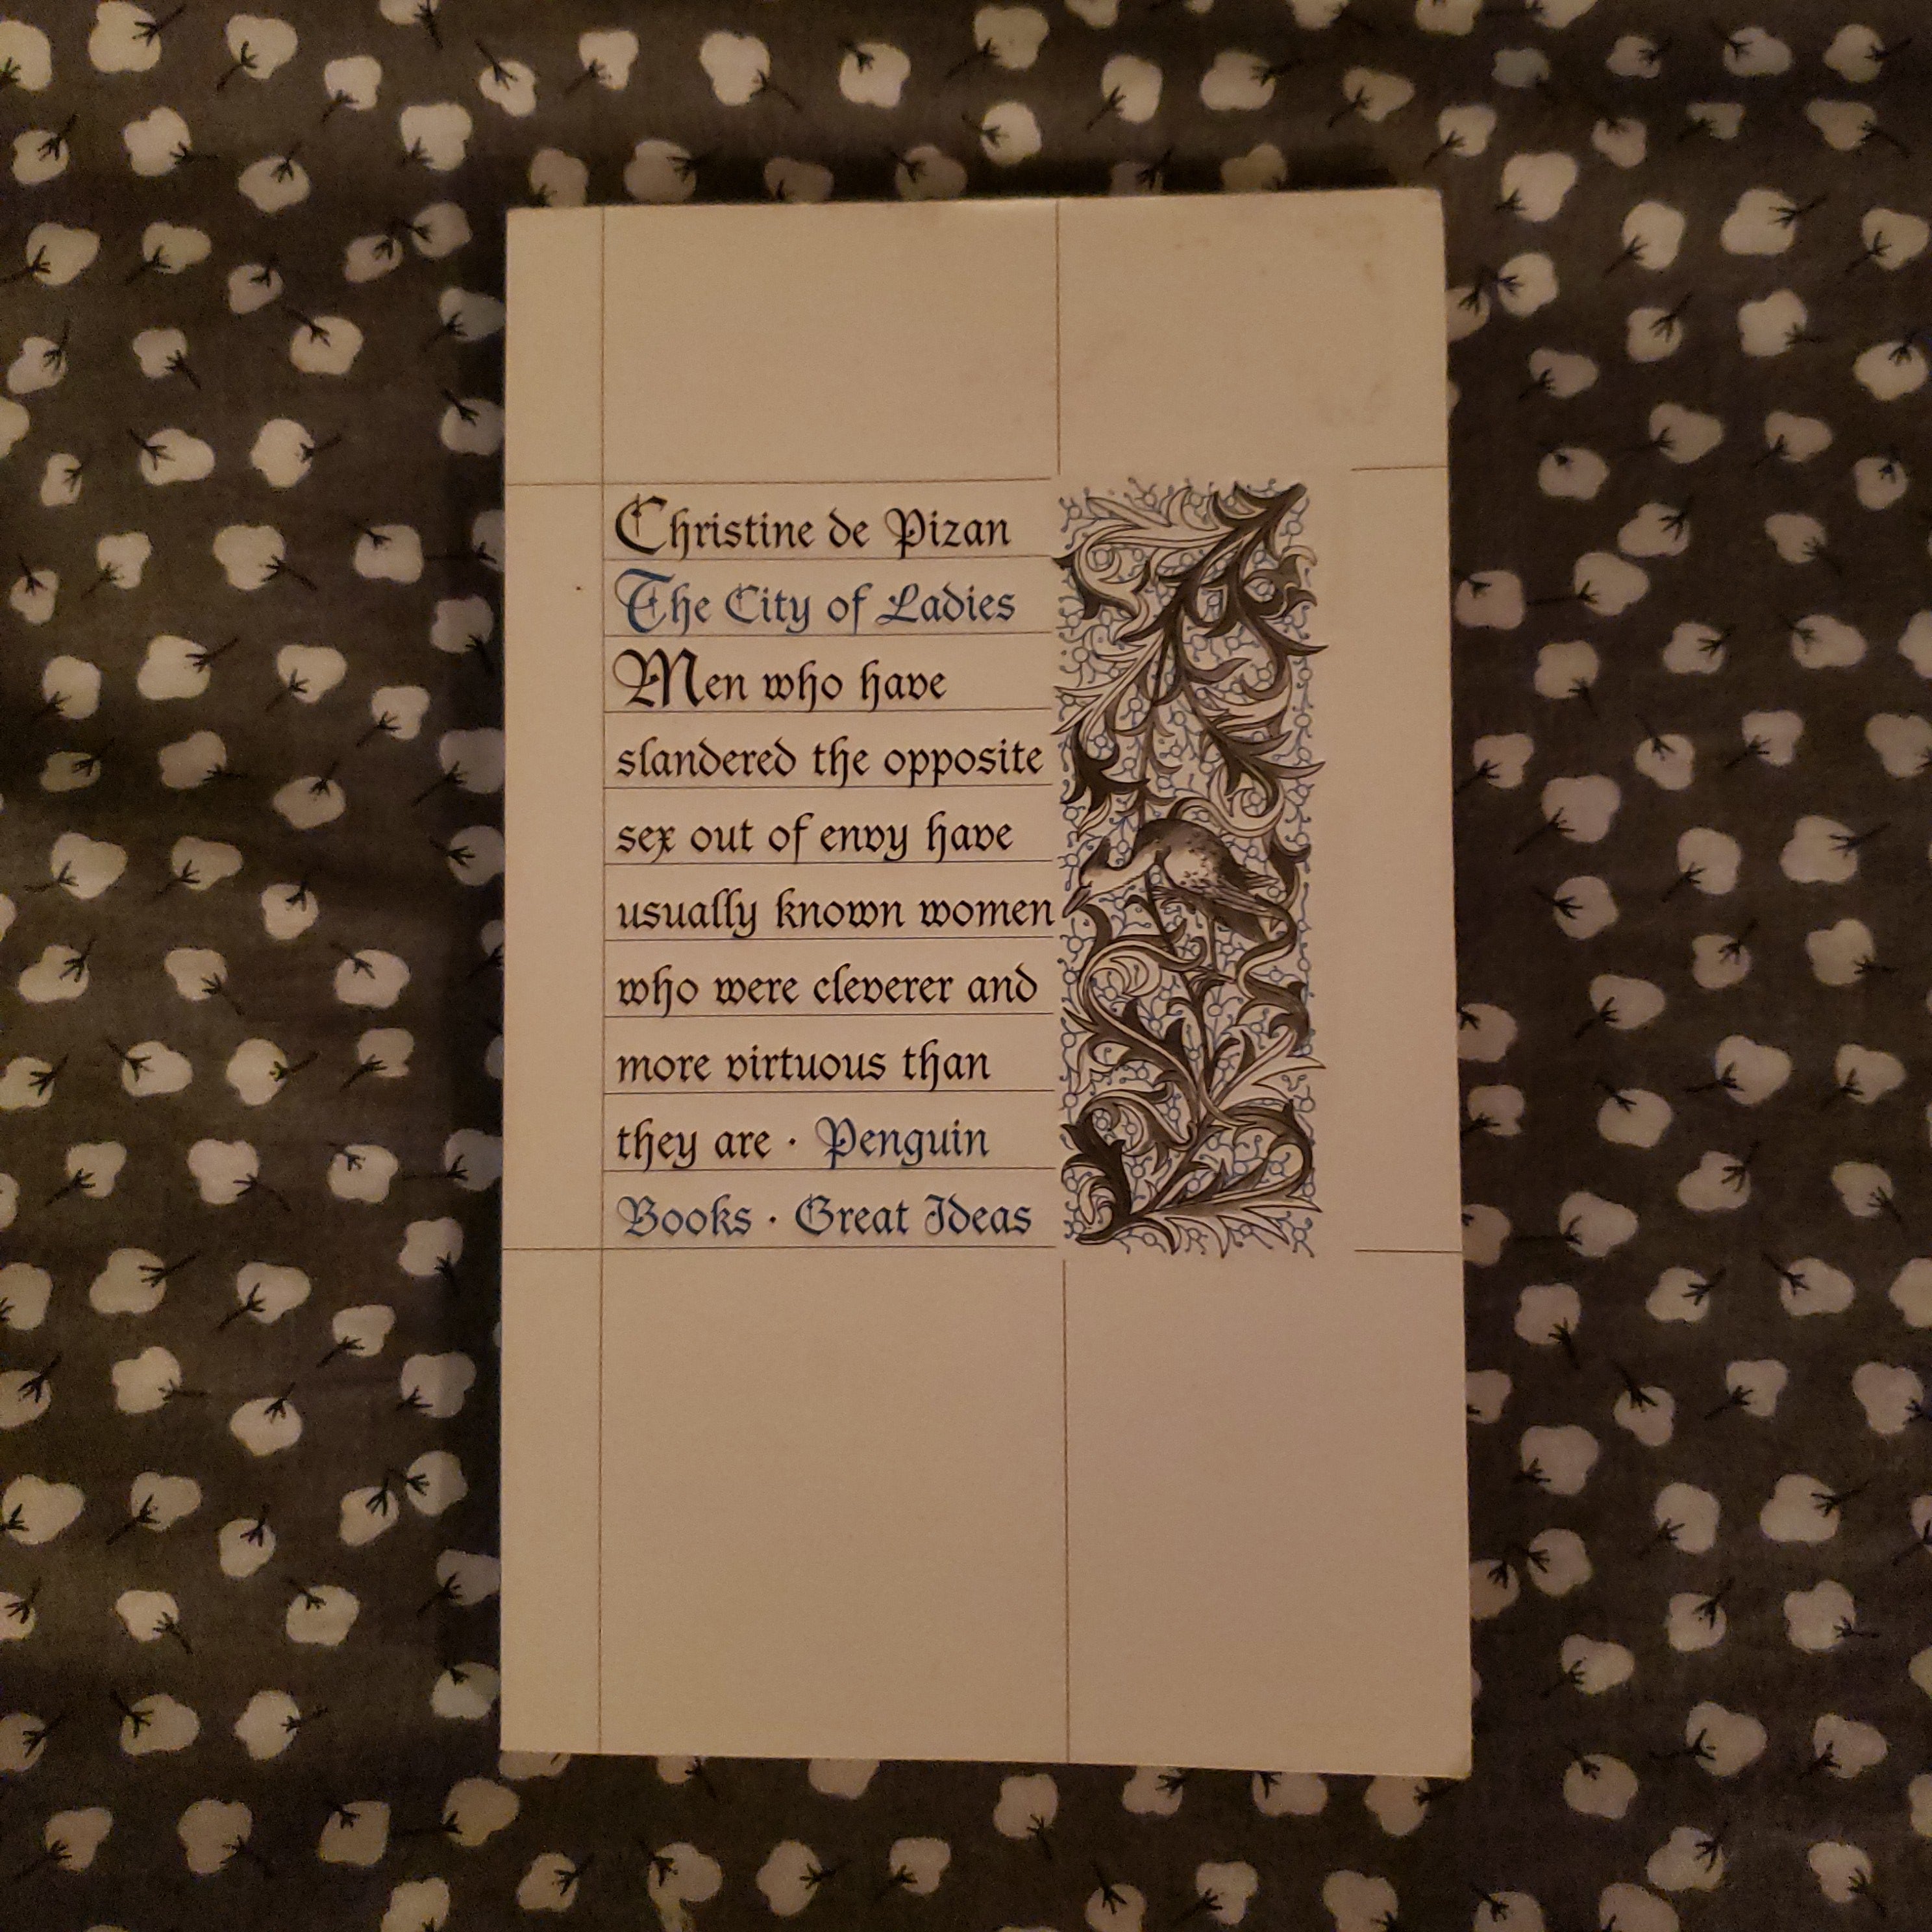 Christine de Pizan
The City of Ladies
Men who have
slandered the opposite
sex out of envy have
usually known women
who were cleverer and
more virtuous than
they are · Penguin
Books · Great Ideas